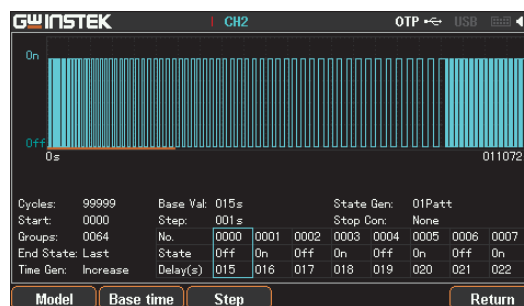 GWINSTEK CH2 OTP USB
On
Off
0s 011072
Cycles: 99999 Base Val: 015s State Gen: 01Patt
Start: 0000 Step: 001s Stop Con: None
Groups: 0064 No. 0000 0001 0002 0003 0004 0005 0006 0007
End State: Last State Off On Off On Off On Off On
Time Gen: Increase Delay(s) 015 016 017 018 019 020 021 022
Model Base time Step Return